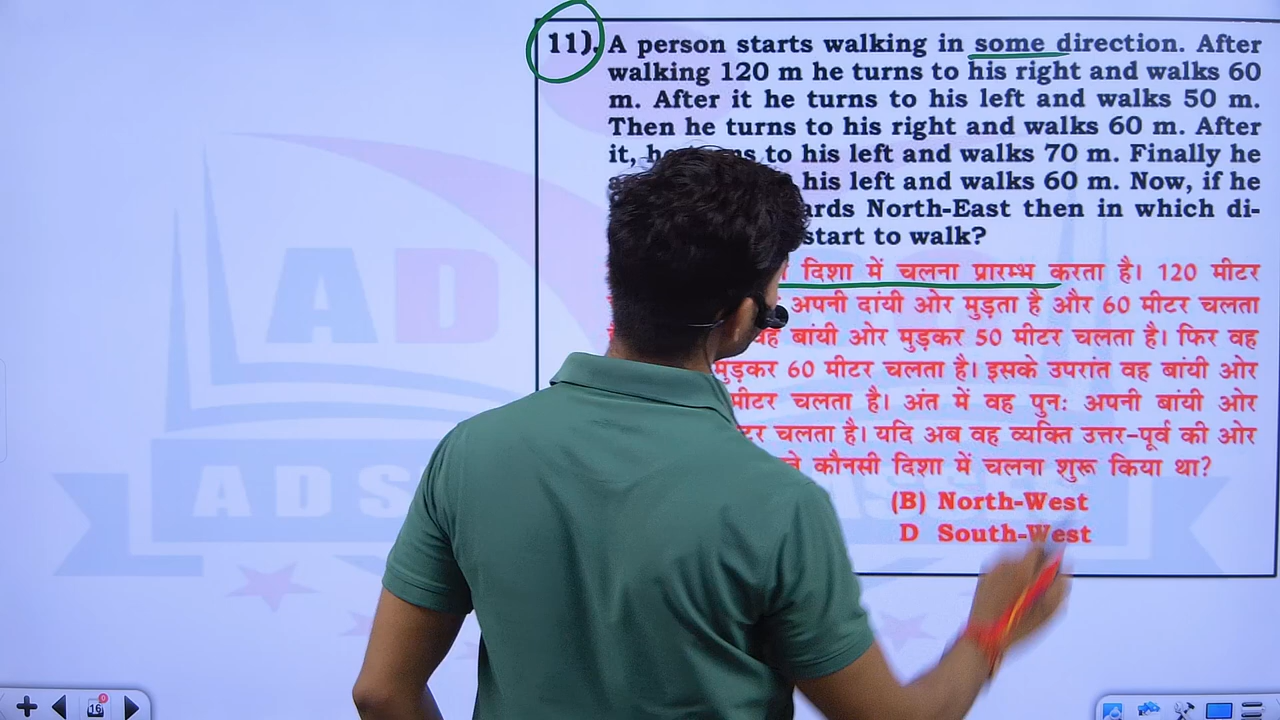 11). A person starts walking in some direction. After
walking 120 m he turns to his right and walks 60
m. After it he turns to his left and walks 50 m.
Then he turns to his right and walks 60 m. After
it, to his left and walks 70 m. Finally he
his left and walks 60 m. Now, if he
North-East then in which di-
start to walk?
दिशा में चलना प्रारम्भ करता है। 120 मीटर
अपनी दांयी ओर मुड़ता है और 60 मीटर चलता
वह बांयी ओर मुड़कर 50 मीटर चलता है। फिर वह
मुड़कर 60 मीटर चलता है। इसके उपरांत वह बांयी ओर
मीटर चलता है। अंत में वह पुनः अपनी बांयी ओर
चलता है। यदि अब वह व्यक्ति उत्तर-पूर्व की ओर
कौनसी दिशा में चलना शुरू किया था?
(B) North-West
D South-West
AD
ADS
16